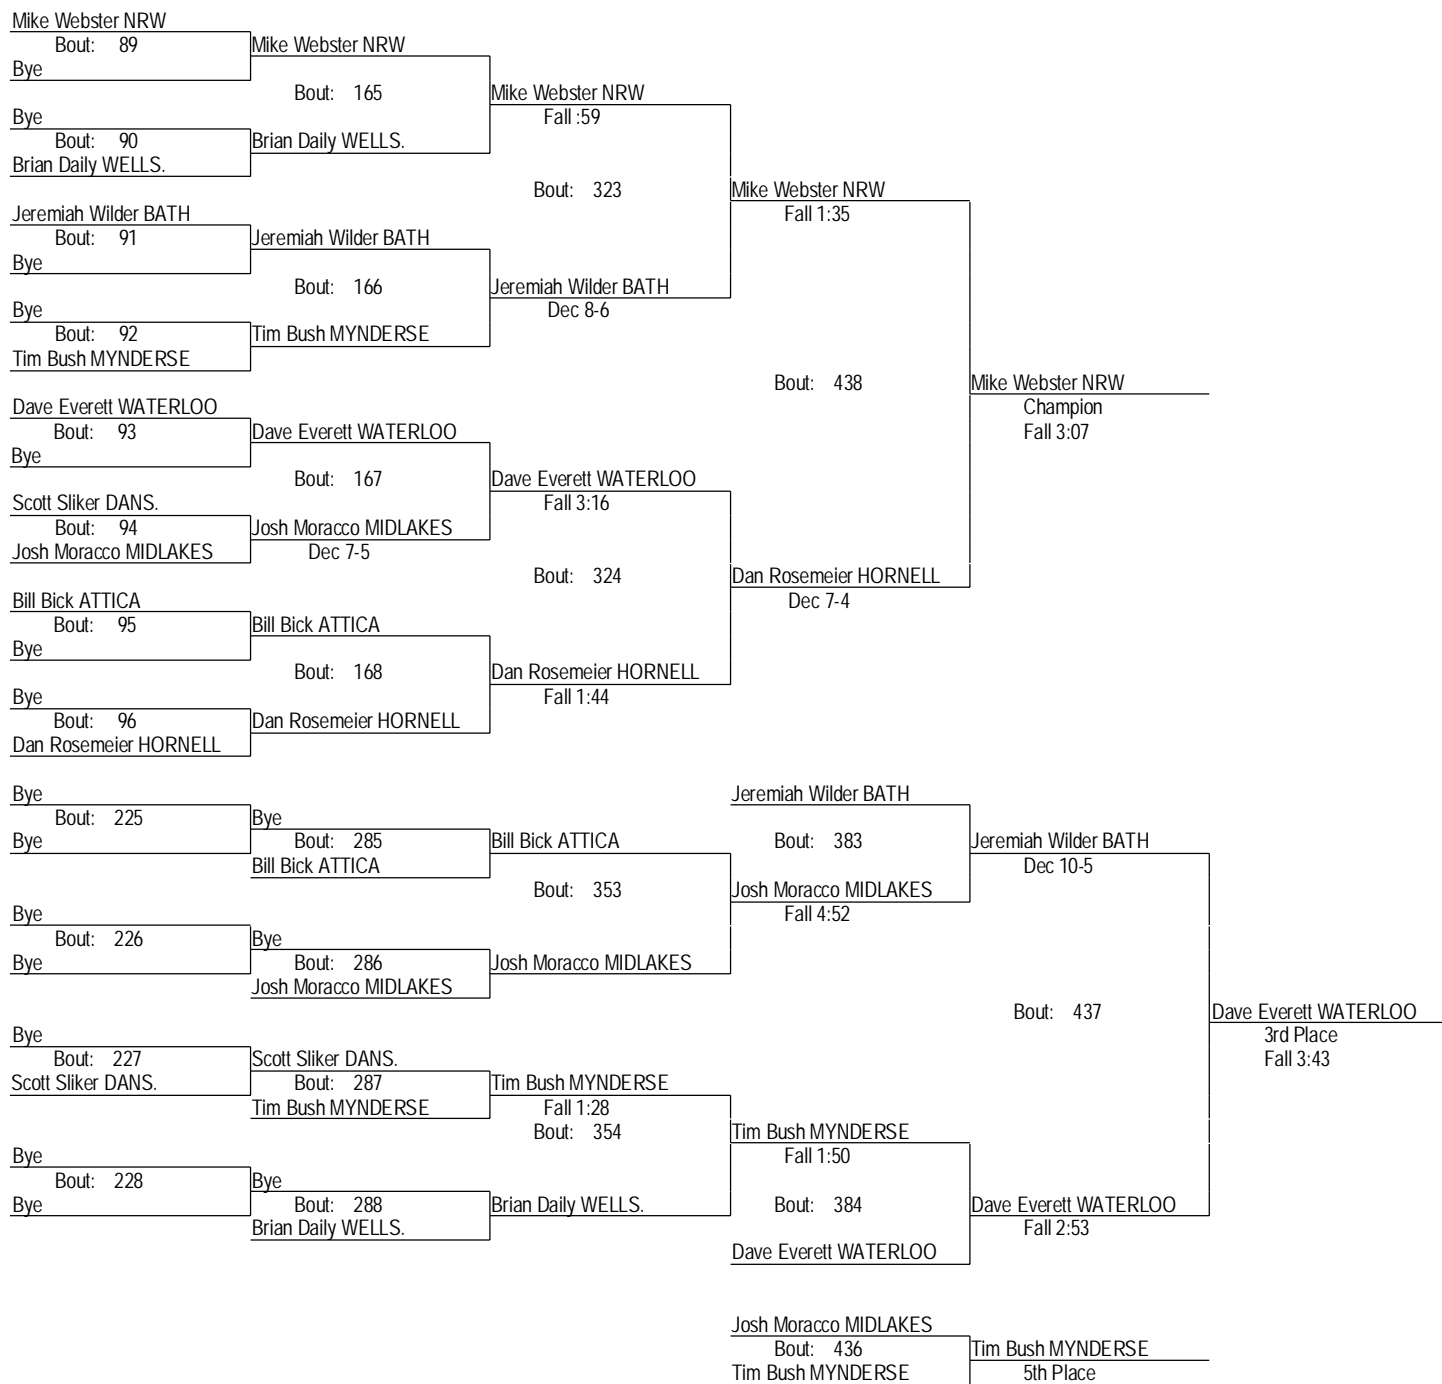 Mike Webster NRW
Bout: 89
Mike Webster NRW
Bye
Bout: 165
Mike Webster NRW
Bye
Fall :59
Bout: 90
Brian Daily WELLS.
Brian Daily WELLS.
Bout: 323
Mike Webster NRW
Jeremiah Wilder BATH
Fall 1:35
Bout: 91
Jeremiah Wilder BATH
Bye
Bout: 166
Jeremiah Wilder BATH
Bye
Dec 8-6
Bout: 92
Tim Bush MYNDERSE
Tim Bush MYNDERSE
Bout: 438
Mike Webster NRW
Dave Everett WATERLOO
Champion
Bout: 93
Dave Everett WATERLOO
Fall 3:07
Bye
Bout: 167
Dave Everett WATERLOO
Scott Sliker DANS.
Fall 3:16
Bout: 94
Josh Moracco MIDLAKES
Josh Moracco MIDLAKES
Dec 7-5
Bout: 324
Dan Rosemeier HORNELL
Bill Bick ATTICA
Dec 7-4
Bout: 95
Bill Bick ATTICA
Bye
Bout: 168
Dan Rosemeier HORNELL
Bye
Fall 1:44
Bout: 96
Dan Rosemeier HORNELL
Dan Rosemeier HORNELL
Bye
Jeremiah Wilder BATH
Bout: 225
Bye
Bye
Bout: 285
Bill Bick ATTICA
Bout: 383
Jeremiah Wilder BATH
Bill Bick ATTICA
Dec 10-5
Bout: 353
Josh Moracco MIDLAKES
Bye
Fall 4:52
Bout: 226
Bye
Bye
Bout: 286
Josh Moracco MIDLAKES
Josh Moracco MIDLAKES
Bout: 437
Dave Everett WATERLOO
Bye
3rd Place
Bout: 227
Scott Sliker DANS.
Fall 3:43
Scott Sliker DANS.
Bout: 287
Tim Bush MYNDERSE
Tim Bush MYNDERSE
Fall 1:28
Bout: 354
Tim Bush MYNDERSE
Bye
Fall 1:50
Bout: 228
Bye
Bye
Bout: 288
Brian Daily WELLS.
Bout: 384
Dave Everett WATERLOO
Brian Daily WELLS.
Fall 2:53
Dave Everett WATERLOO
Josh Moracco MIDLAKES
Bout: 436
Tim Bush MYNDERSE
Tim Bush MYNDERSE
5th Place